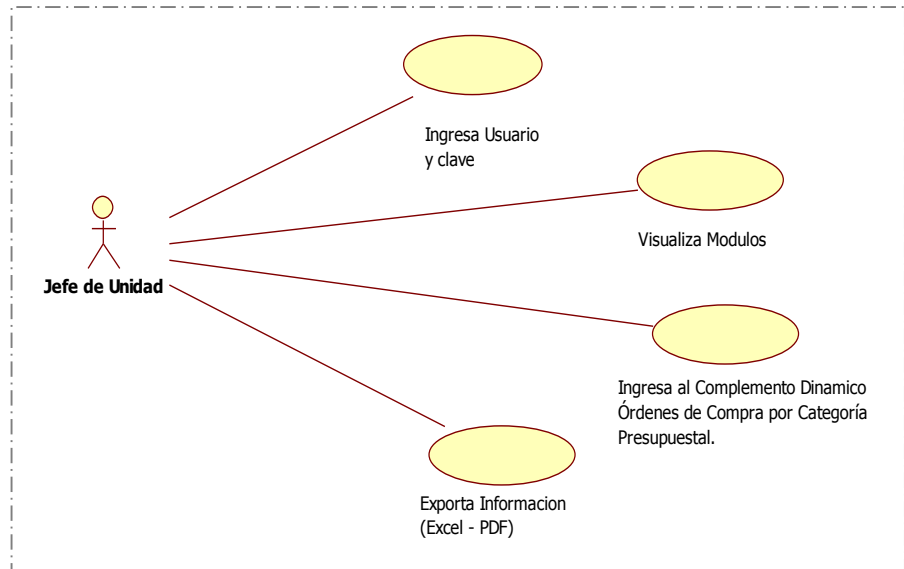 Ingresa Usuario
y clave
Visualiza Modulos
Jefe de Unidad
Ingresa al Complemento Dinamico
Órdenes de Compra por Categoría
Presupuestal.
Exporta Informacion
(Excel - PDF)